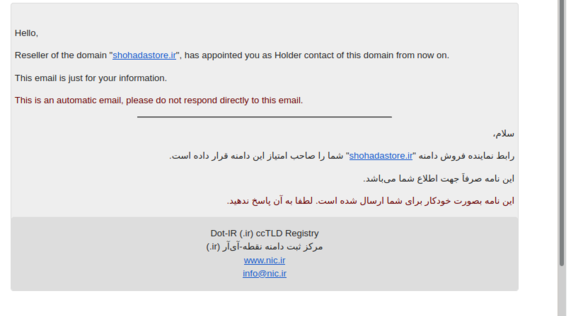 Hello,
Reseller of the domain "shohadastore.ir", has appointed you as Holder contact of this domain from now on.
This email is just for your information.
This is an automatic email, please do not respond directly to this email.
سلام،
رابط نماینده فروش دامنه "shohadastore.ir" شما را صاحب امتیاز این دامنه قرار داده است.
این نامه صرفاً جهت اطلاع شما می‌باشد.
این نامه بصورت خودکار برای شما ارسال شده است. لطفا به آن پاسخ ندهید.
Dot-IR (.ir) ccTLD Registry
مرکز ثبت دامنه نقطه-آی‌آر (.ir)
www.nic.ir
info@nic.ir